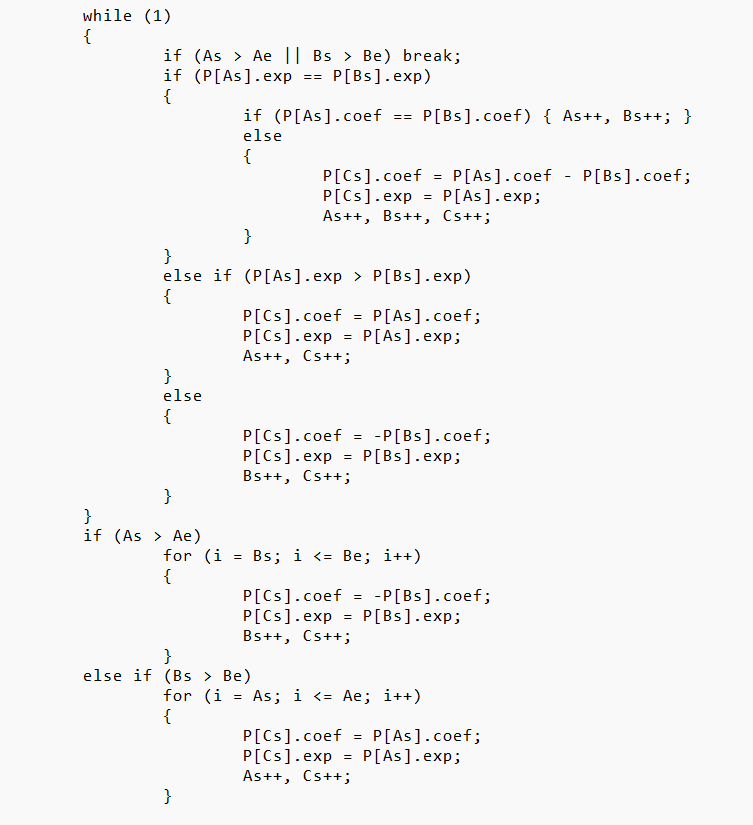 while (1)
{
if (As > Ae || Bs > Be) break;
if (P[As].exp == P[Bs].exp)
{
if (P[As].coef == P[Bs].coef) { As++, Bs++; }
else
{
P[Cs].coef = P[As].coef - P[Bs].coef;
P[Cs].exp = P[As].exp;
As++, Bs++, Cs++;
}
}
else if (P[As].exp > P[Bs].exp)
{
P[Cs].coef = P[As].coef;
P[Cs].exp = P[As].exp;
As++, Cs++;
}
else
{
P[Cs].coef = -P[Bs].coef;
P[Cs].exp = P[Bs].exp;
Bs++, Cs++;
}
}
if (As > Ae)
for (i = Bs; i <= Be; i++)
{
P[Cs].coef = -P[Bs].coef;
P[Cs].exp = P[Bs].exp;
Bs++, Cs++;
}
else if (Bs > Be)
for (i = As; i <= Ae; i++)
{
P[Cs].coef = P[As].coef;
P[Cs].exp = P[As].exp;
As++, Cs++;
}